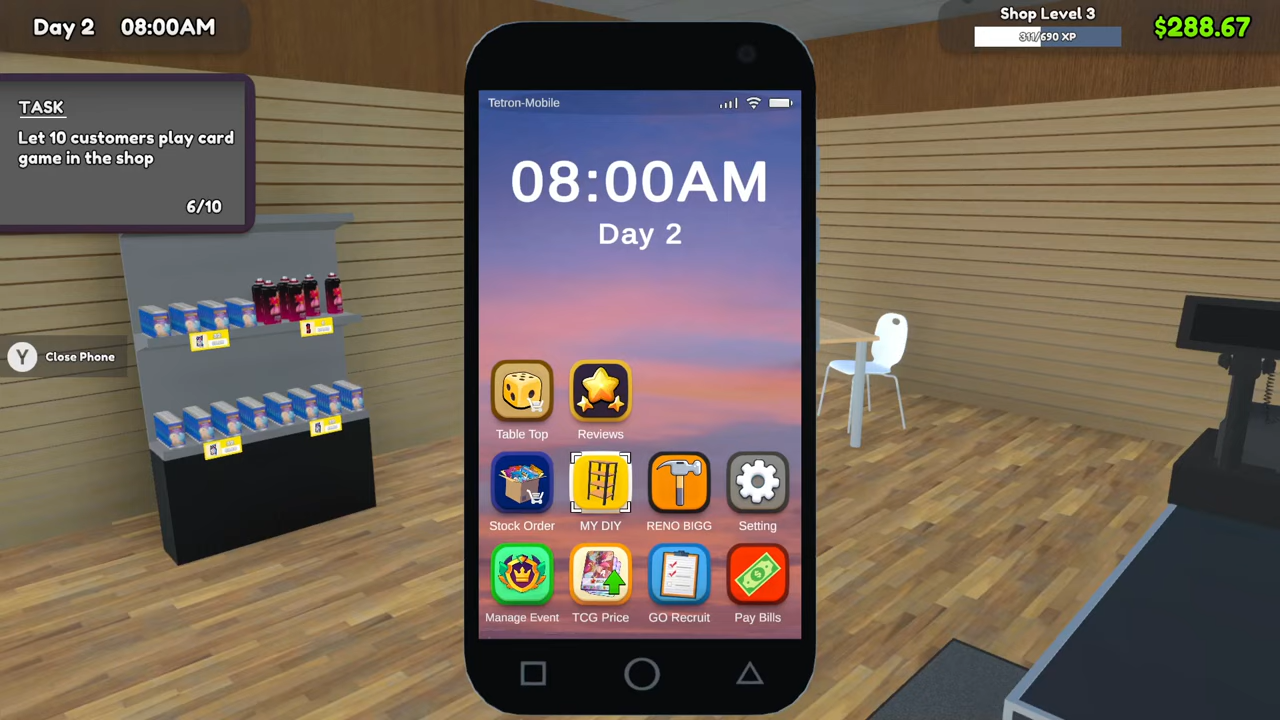 Day 2 08:00AM
Shop Level 3
311/690 XP
$288.67
TASK
Let 10 customers play card
game in the shop
6/10
Y Close Phone
Tetron-Mobile
08:00AM
Day 2
Table Top Reviews
Stock Order MY DIY RENO BIGG Setting
Manage Event TCG Price GO Recruit Pay Bills